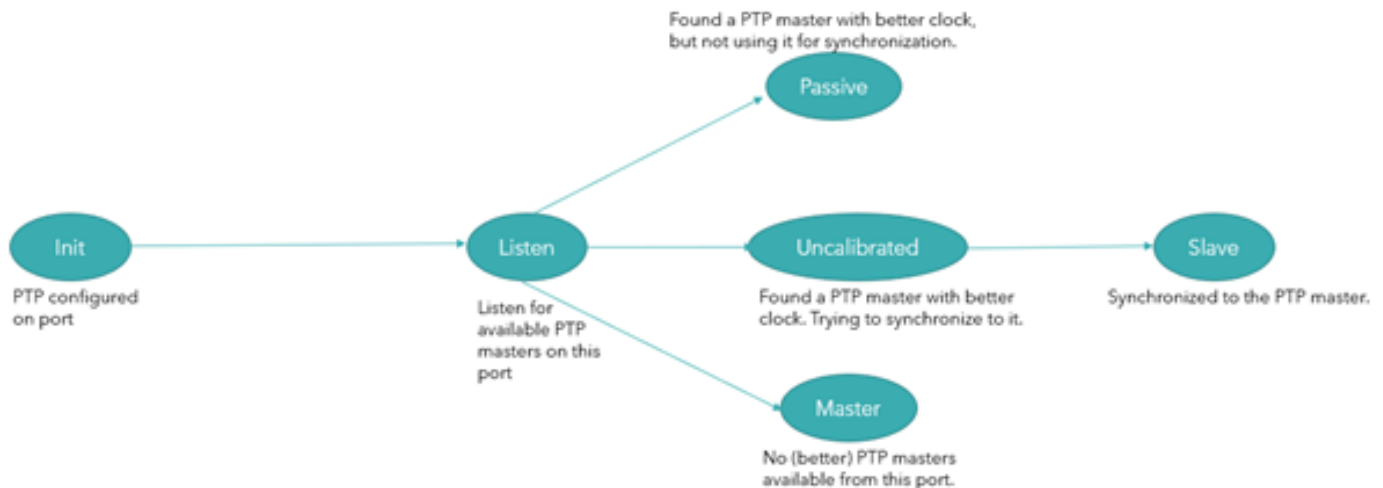 Found a PTP master with better clock,
but not using it for synchronization.
Passive
Init
PTP configured
on port
Listen
Listen for
available PTP
masters on this
port
Uncalibrated
Found a PTP master with better
clock. Trying to synchronize to it.
Slave
Synchronized to the PTP master.
Master
No (better) PTP masters
available from this port.